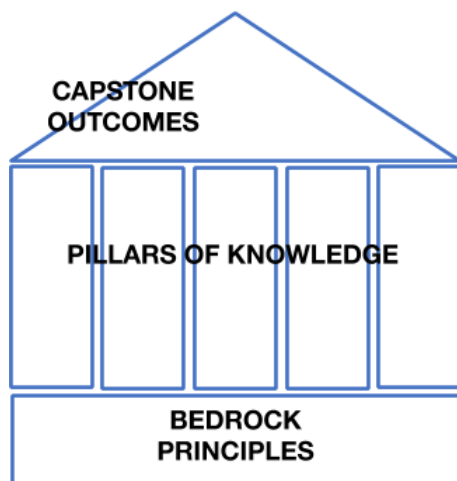 CAPSTONE
OUTCOMES
PILLARS OF KNOWLEDGE
BEDROCK
PRINCIPLES